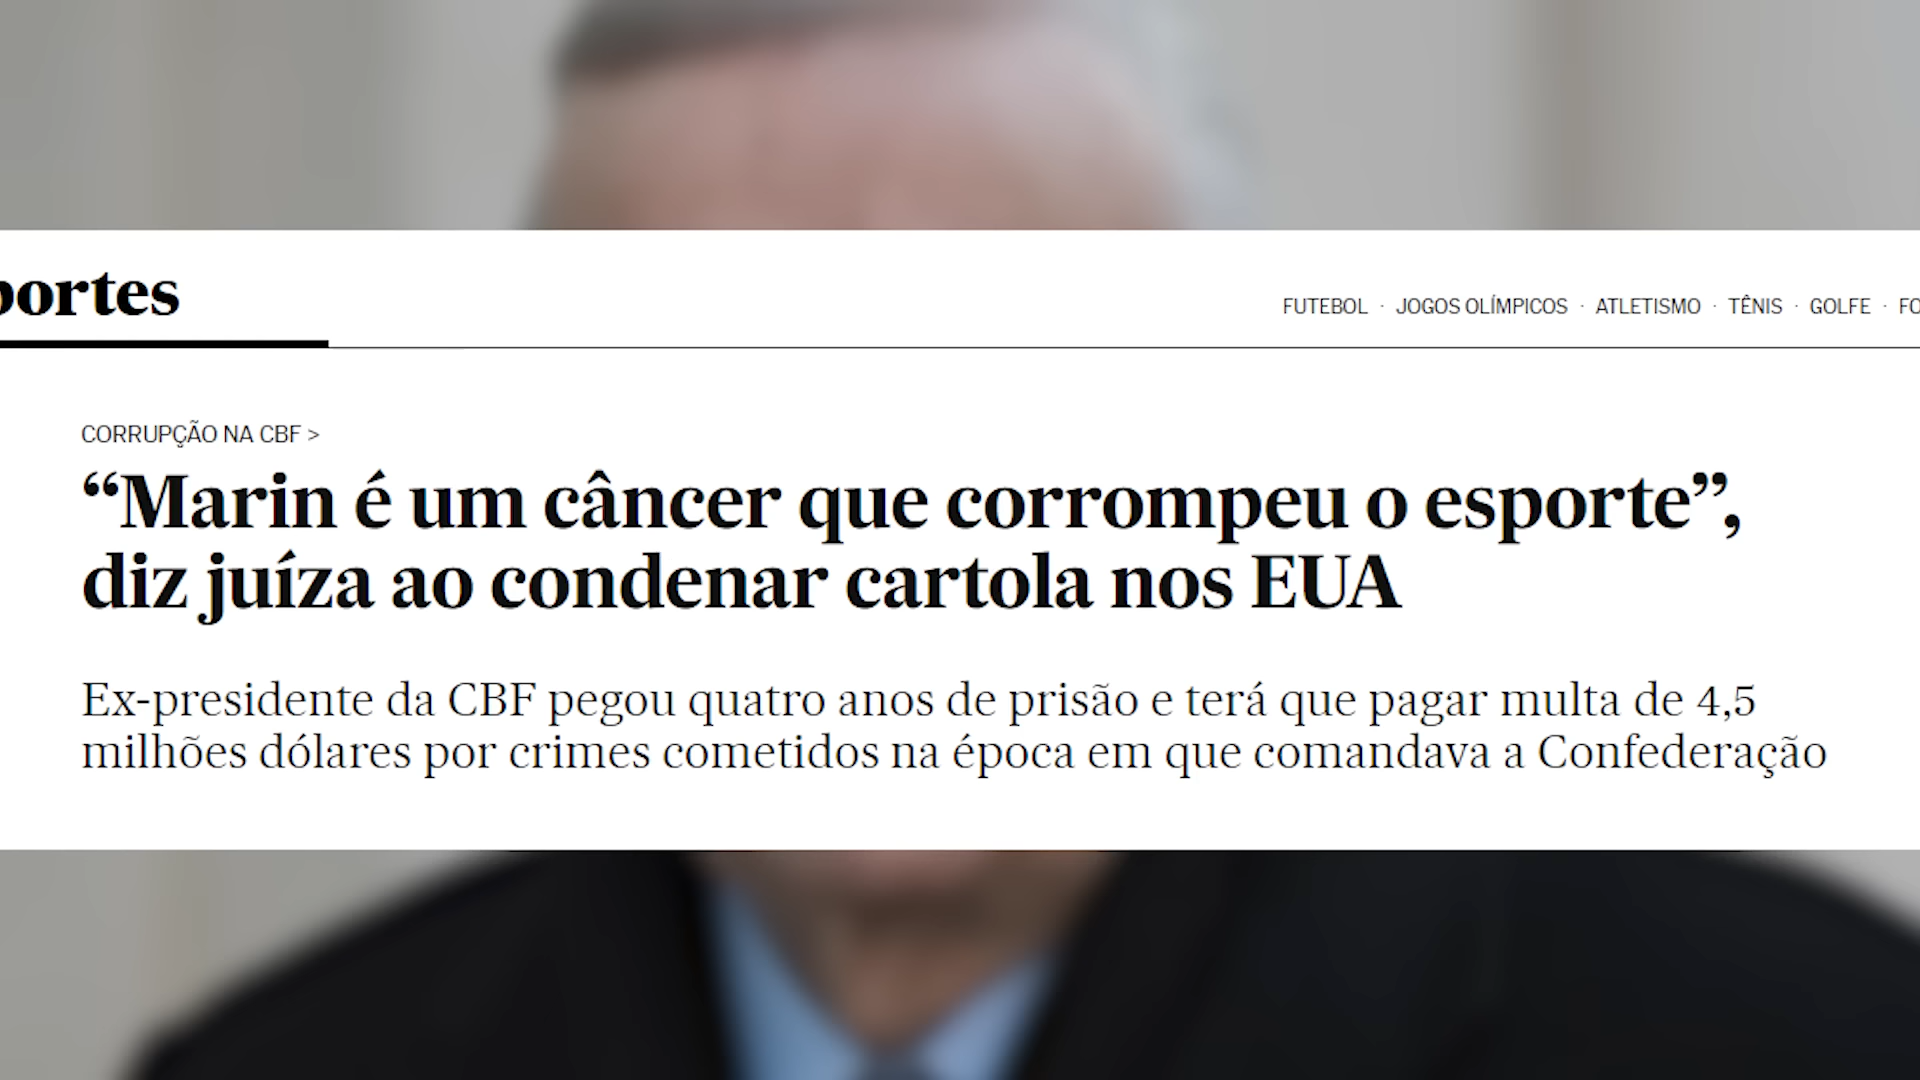 portes
FUTEBOL · JOGOS OLÍMPICOS · ATLETISMO · TÊNIS · GOLFE · FO
CORRUPÇÃO NA CBF >
“Marin é um câncer que corrompeu o esporte”,
diz juíza ao condenar cartola nos EUA
Ex-presidente da CBF pegou quatro anos de prisão e terá que pagar multa de 4,5
milhões dólares por crimes cometidos na época em que comandava a Confederação